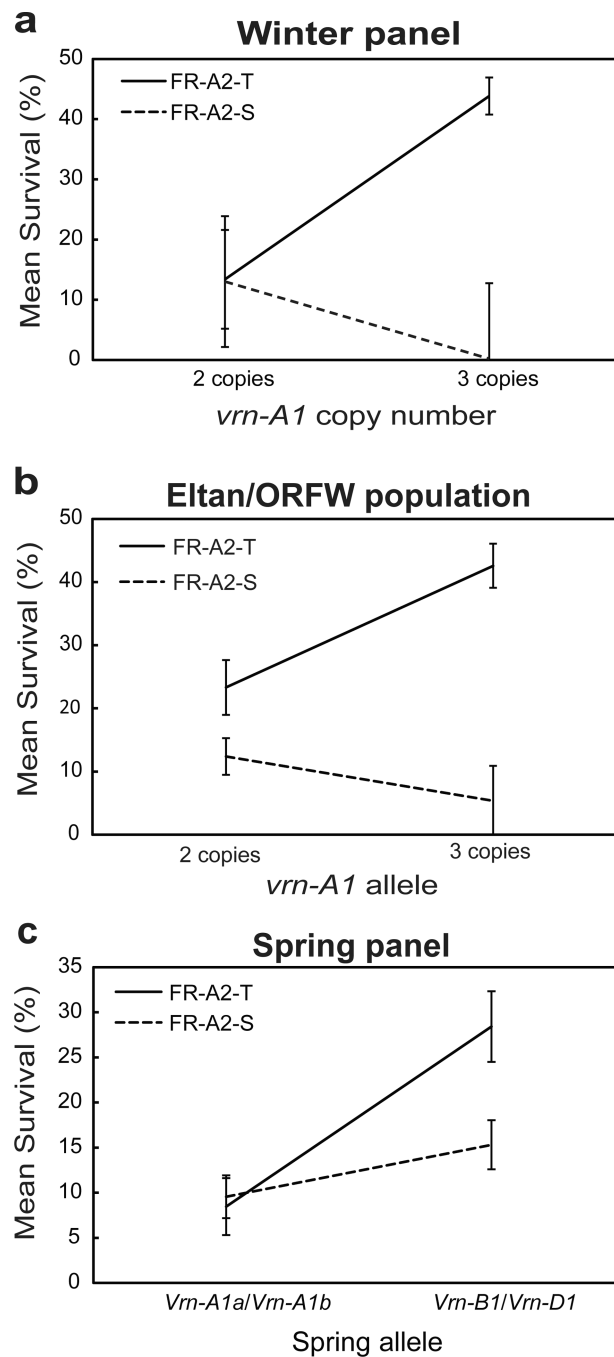 a
Winter panel
50
40
30
20
10
0
Mean Survival (%)
FR-A2-T
FR-A2-S
2 copies 3 copies
vrn-A1 copy number
b
Eltan/ORFW population
50
40
30
20
10
0
Mean Survival (%)
FR-A2-T
FR-A2-S
2 copies 3 copies
vrn-A1 allele
c
Spring panel
35
30
25
20
15
10
5
0
Mean Survival (%)
FR-A2-T
FR-A2-S
Vrn-A1a/Vrn-A1b Vrn-B1/Vrn-D1
Spring allele